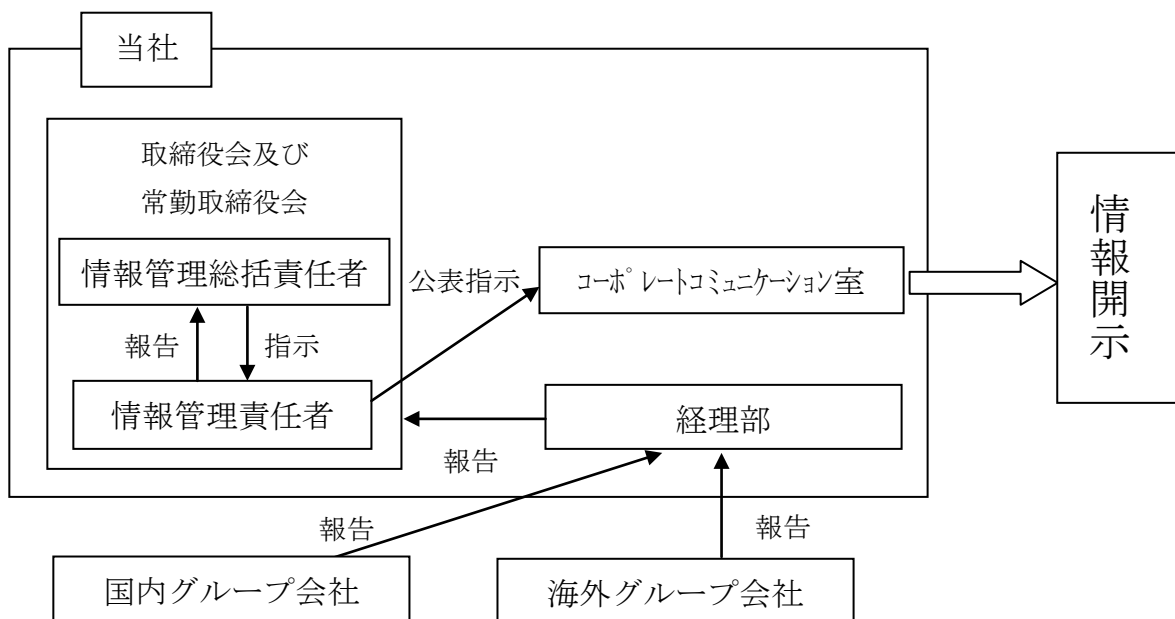 当社
取締役会及び
常勤取締役会
情報管理総括責任者
報告
指示
情報管理責任者
公表指示
コーポレートコミュニケーション室
情報開示
経理部
報告
報告
報告
国内グループ会社
海外グループ会社